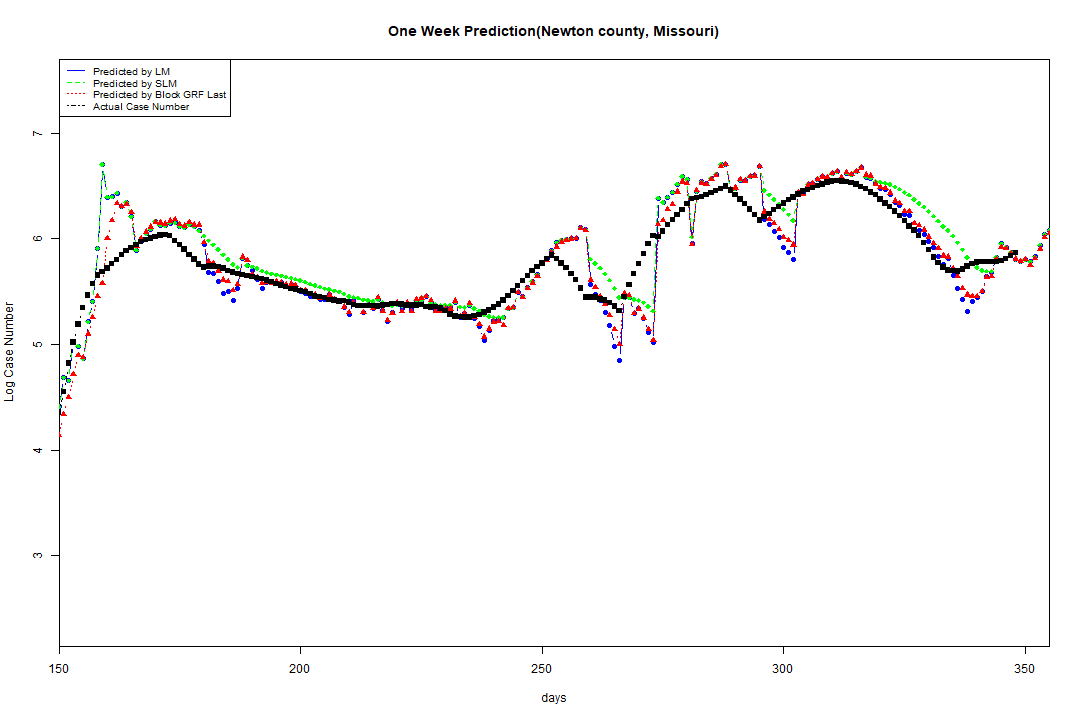 One Week Prediction(Newton county, Missouri)
Predicted by LM
Predicted by SLM
Predicted by Block GRF Last
Actual Case Number
7
6
5
4
3
Log Case Number
150
200
250
300
350
days